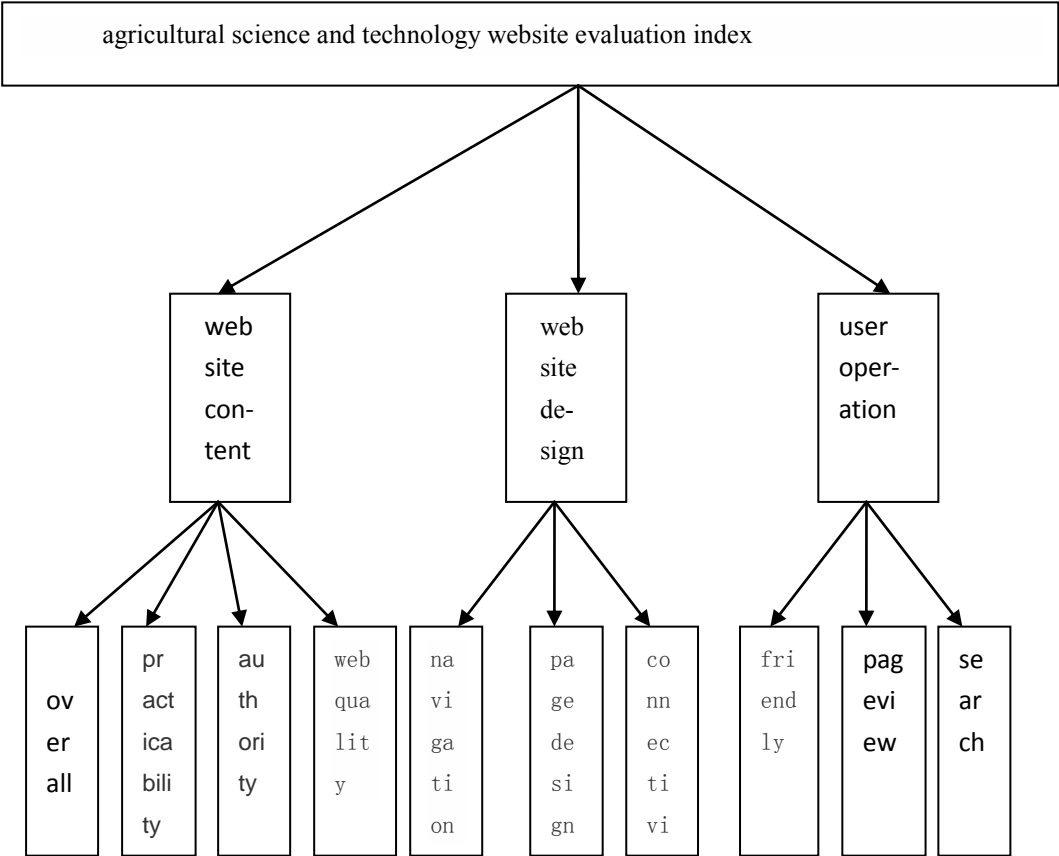 agricultural science and technology website evaluation index
web
site
con-
tent
web
site
de-
sign
user
oper-
ation
ov
er
all
pr
act
ica
bili
ty
au
th
ori
ty
web
qua
lit
y
na
vi
ga
ti
on
pa
ge
de
si
gn
co
nn
ec
ti
vi
fri
end
ly
pag
evi
ew
se
ar
ch